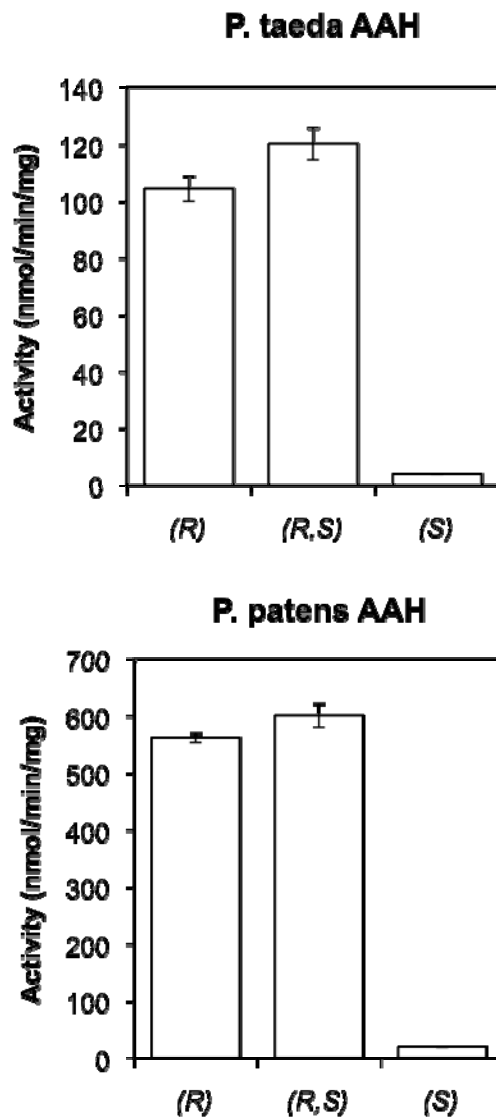 P. taeda AAH
Activity (nmol/min/mg)
140
120
100
80
60
40
20
0
(R)
(R,S)
(S)
P. patens AAH
Activity (nmol/min/mg)
700
600
500
400
300
200
100
0
(R)
(R,S)
(S)